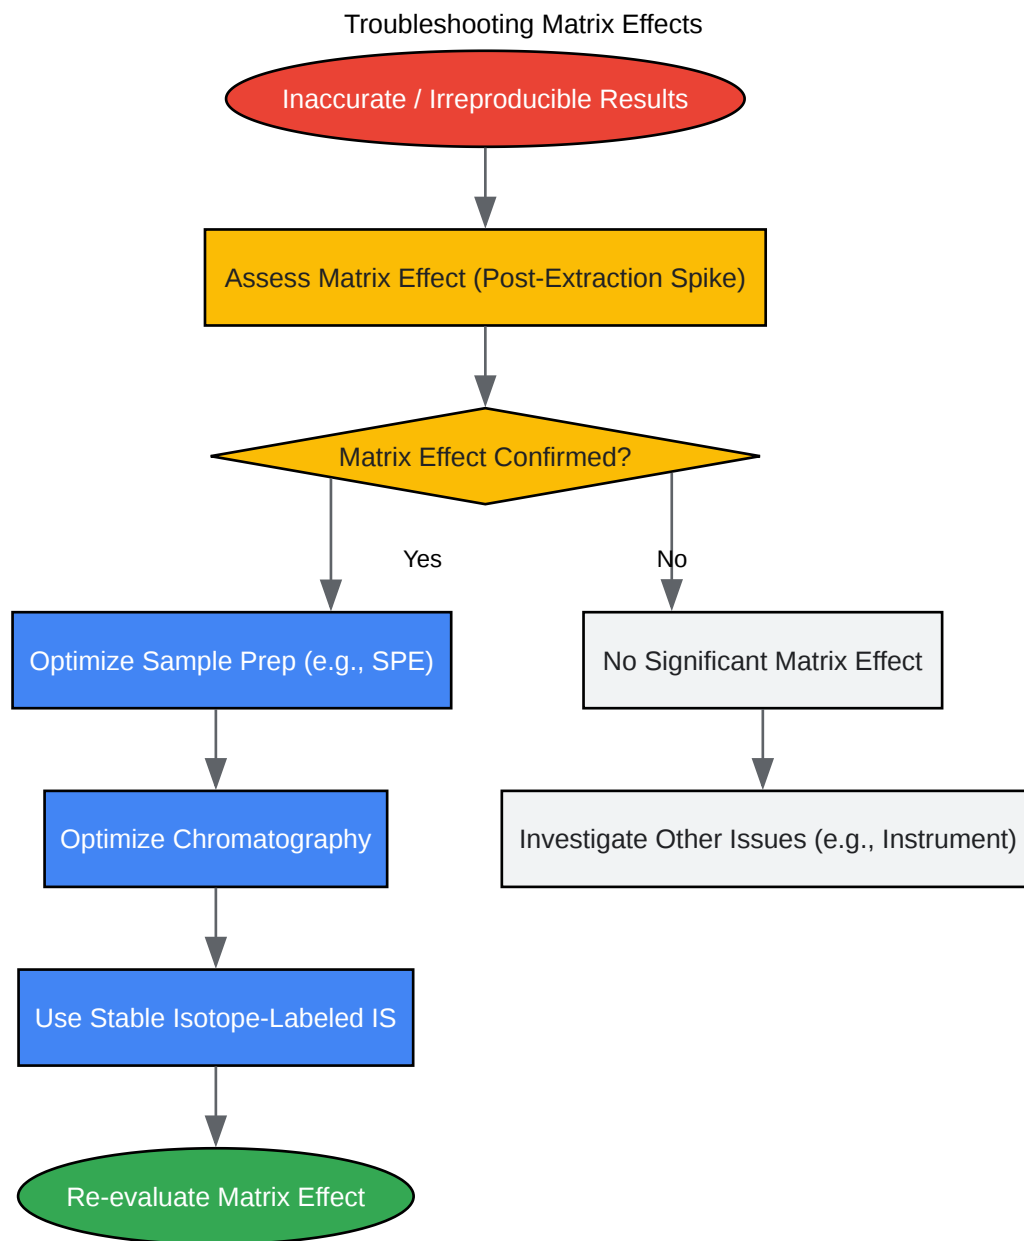 Troubleshooting Matrix Effects
Inaccurate / Irreproducible Results
Assess Matrix Effect (Post-Extraction Spike)
Matrix Effect Confirmed?
Yes
No
Optimize Sample Prep (e.g., SPE)
No Significant Matrix Effect
Optimize Chromatography
Investigate Other Issues (e.g., Instrument)
Use Stable Isotope-Labeled IS
Re-evaluate Matrix Effect